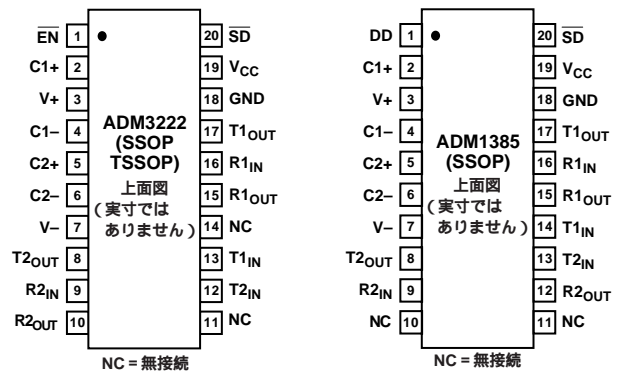 EN 1
C1+ 2
V+ 3
C1– 4
C2+ 5
C2– 6
V– 7
T2OUT 8
R2IN 9
R2OUT 10
ADM3222
(SSOP
TSSOP)
上面図
(実寸では
ありません)
20 SD
19 VCC
18 GND
17 T1OUT
16 R1IN
15 R1OUT
14 NC
13 T1IN
12 T2IN
11 NC
NC = 無接続
DD 1
C1+ 2
V+ 3
C1– 4
C2+ 5
C2– 6
V– 7
T2OUT 8
R2IN 9
NC 10
ADM1385
(SSOP)
上面図
(実寸では
ありません)
20 SD
19 VCC
18 GND
17 T1OUT
16 R1IN
15 R1OUT
14 T1IN
13 T2IN
12 R2OUT
11 NC
NC = 無接続